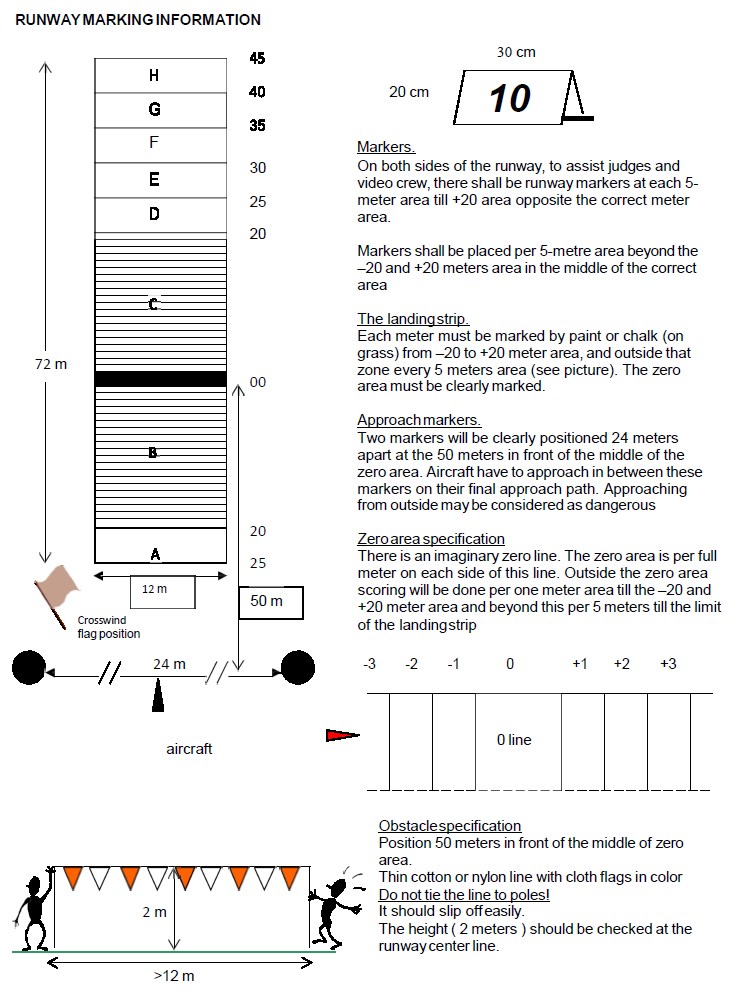 RUNWAY MARKING INFORMATION
45
H
40
G
35
F
30
E
25
D
20
C
72 m
00
B
20
A
25
12 m
50 m
Crosswind
flag position
24 m
aircraft
30 cm
20 cm
10
Markers.
On both sides of the runway, to assist judges and
video crew, there shall be runway markers at each 5-
meter area till +20 area opposite the correct meter
area.
Markers shall be placed per 5-metre area beyond the
–20 and +20 meters area in the middle of the correct
area
The landing strip.
Each meter must be marked by paint or chalk (on
grass) from –20 to +20 meter area, and outside that
zone every 5 meters area (see picture). The zero
area must be clearly marked.
Approach markers.
Two markers will be clearly positioned 24 meters
apart at the 50 meters in front of the middle of the
zero area. Aircraft have to approach in between these
markers on their final approach path. Approaching
from outside may be considered as dangerous
Zero area specification
There is an imaginary zero line. The zero area is per full
meter on each side of this line. Outside the zero area
scoring will be done per one meter area till the –20 and
+20 meter area and beyond this per 5 meters till the limit
of the landing strip
-3 -2 -1 0 +1 +2 +3
0 line
Obstacle specification
Position 50 meters in front of the middle of zero
area.
Thin cotton or nylon line with cloth flags in color
Do not tie the line to poles!
It should slip off easily.
The height ( 2 meters ) should be checked at the
runway center line.
2 m
>12 m